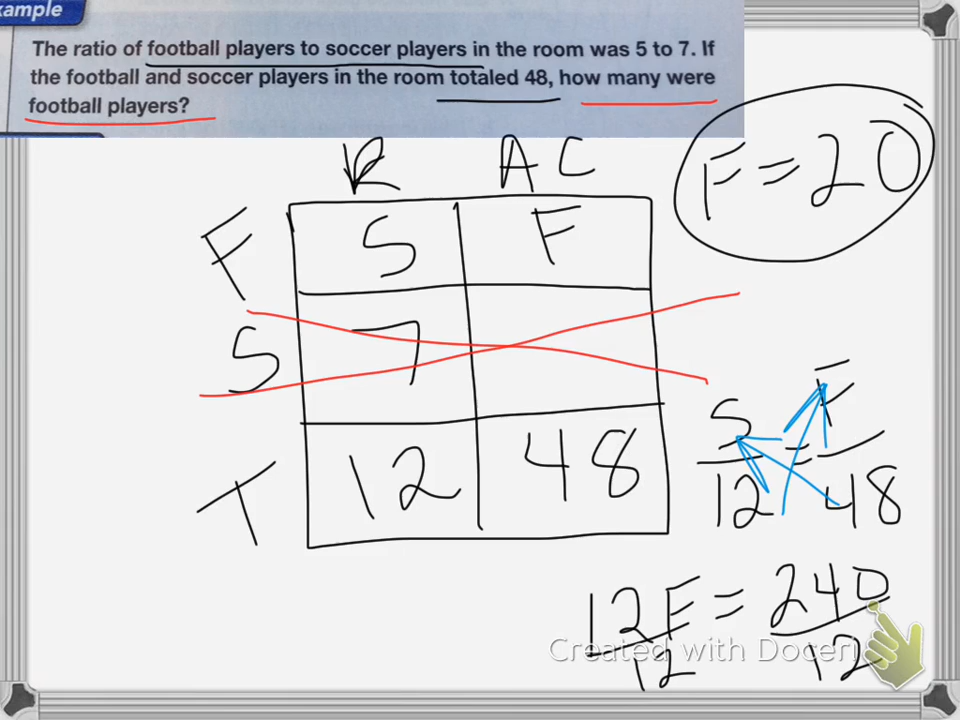 xample
The ratio of football players to soccer players in the room was 5 to 7. If
the football and soccer players in the room totaled 48, how many were
football players?
R AC
F 5 F
S 7
T 12 48
F = 20
5/12 = F/48
12F/12 = 240/12
Created with Doceri